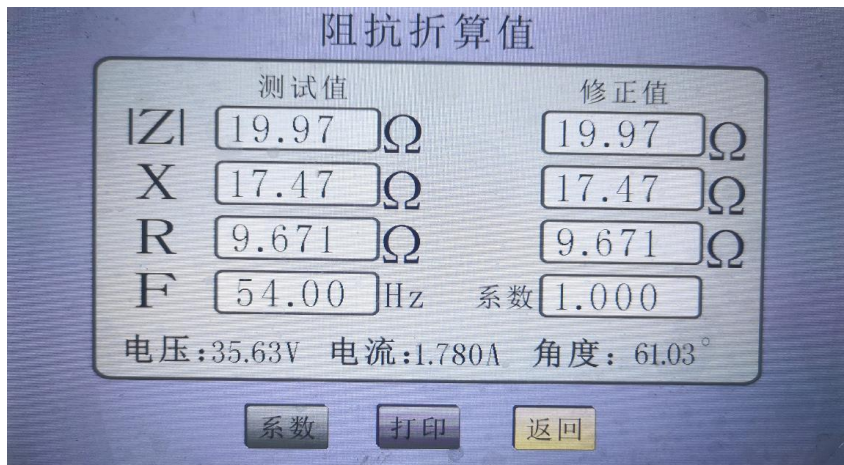 阻抗折算值
测试值 修正值
|Z| 19.97 Ω 19.97 Ω
X 17.47 Ω 17.47 Ω
R 9.671 Ω 9.671 Ω
F 54.00 Hz 系数 1.000
电压:35.63V 电流:1.780A 角度: 61.03°
系数 打印 返回